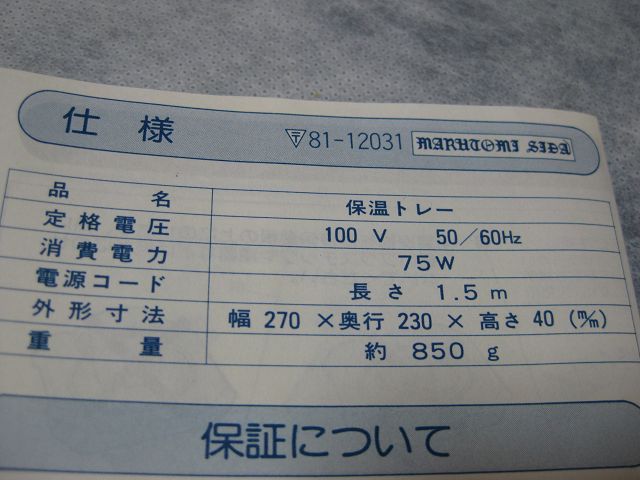 仕様 〒81-12031 MARUTOMI SIDA
品名 保温トレー
定格電圧 100 V 50／60Hz
消費電力 75W
電源コード 長さ 1.5 m
外形寸法 幅 270 ×奥行 230 × 高さ 40 (m/m)
重量 約 850 g
保証について